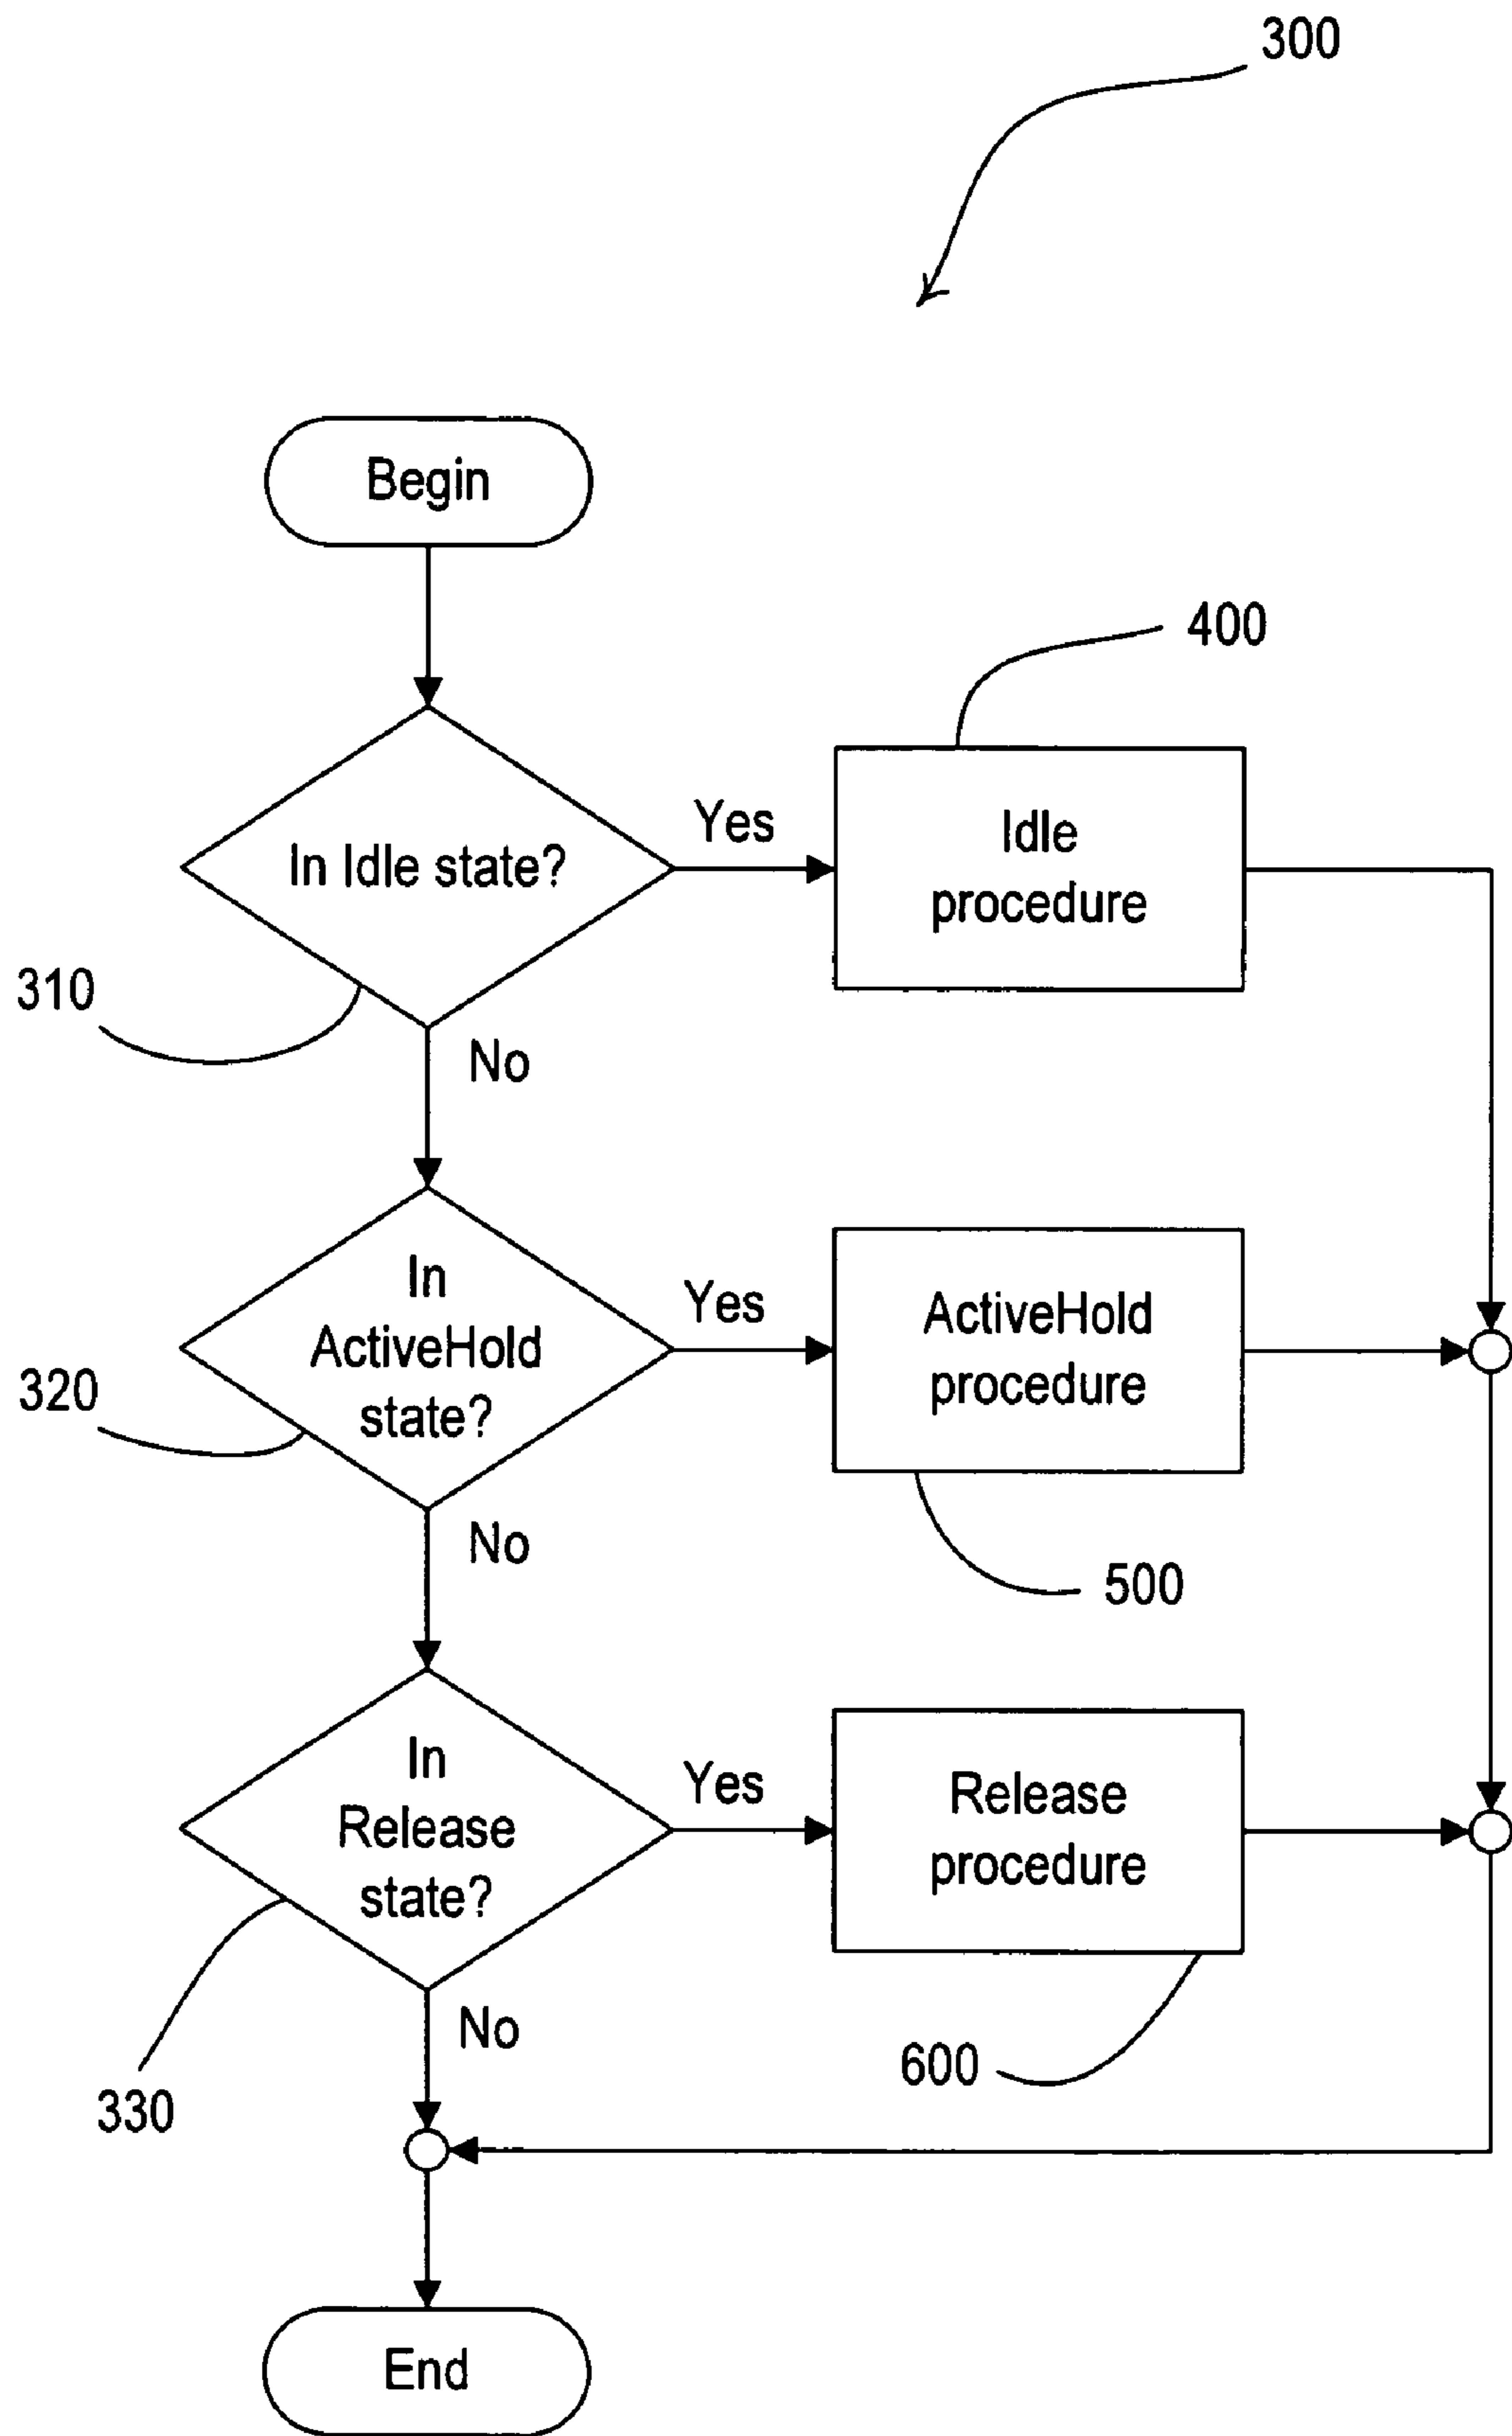 300
Begin
400
Yes
Idle
procedure
In Idle state?
310
No
In
ActiveHold
state?
Yes
ActiveHold
procedure
320
No
500
In
Release
state?
Yes
Release
procedure
No
600
330
End